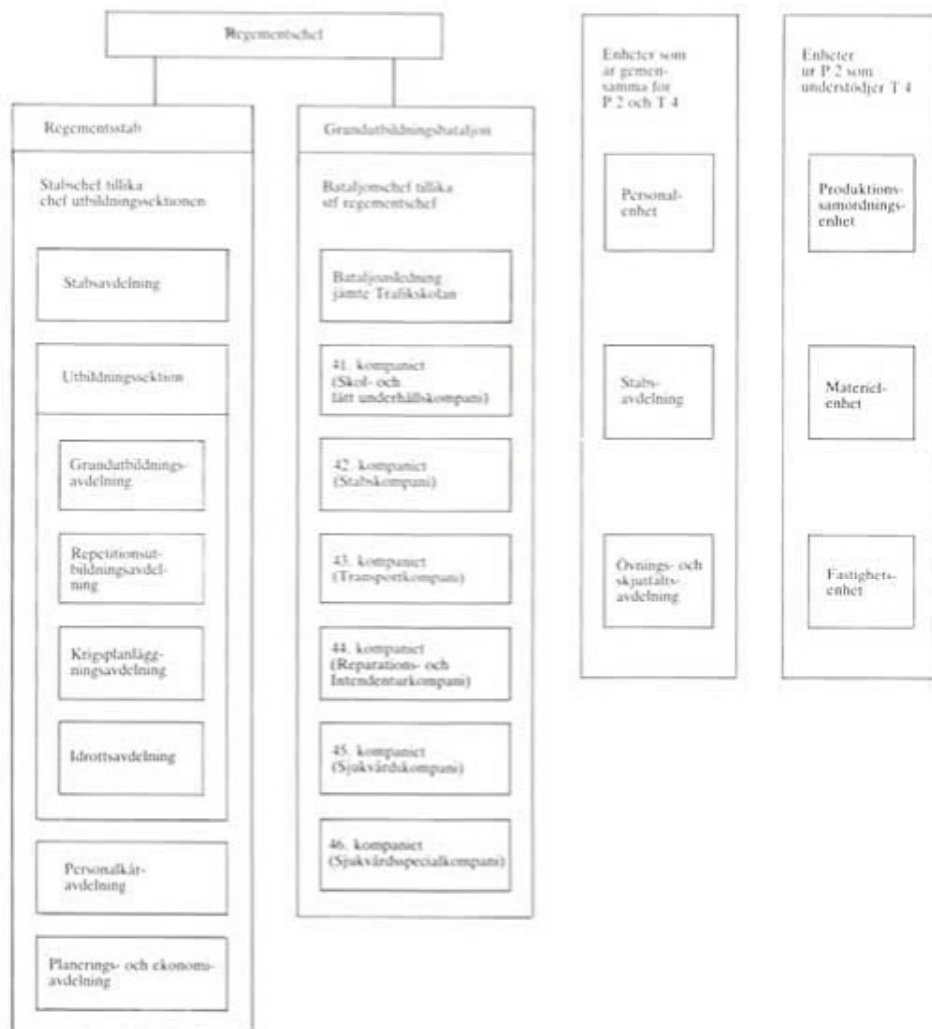 Regementschef
Regementsstab
Stabschef tillika
chef utbildningssektionen
Stabsavdelning
Utbildningssektion
Grundutbildnings-
avdelning
Repetitionsut-
bildningsavdel-
ning
Krigsplanlägg-
ningsavdelning
Idrottsavdelning
Personalkår-
avdelning
Planerings- och ekonomi-
avdelning
Grundutbildningsbataljon
Bataljonschef tillika
stf regementschef
Bataljonsledning
jämte Trafikskolan
41. kompaniet
(Skol- och
lätt underhållskompani)
42. kompaniet
(Stabskompani)
43. kompaniet
(Transportkompani)
44. kompaniet
(Reparations- och
Intendenturkompani)
45. kompaniet
(Sjukvårdskompani)
46. kompaniet
(Sjukvårdsspecialkompani)
Enheter som
är gemen-
samma för
P 2 och T 4
Personal-
enhet
Stabs-
avdelning
Övnings- och
skjutfälts-
avdelning
Enheter
ur P 2 som
understödjer T 4
Produktions-
samordnings-
enhet
Materiel-
enhet
Fastighets-
enhet